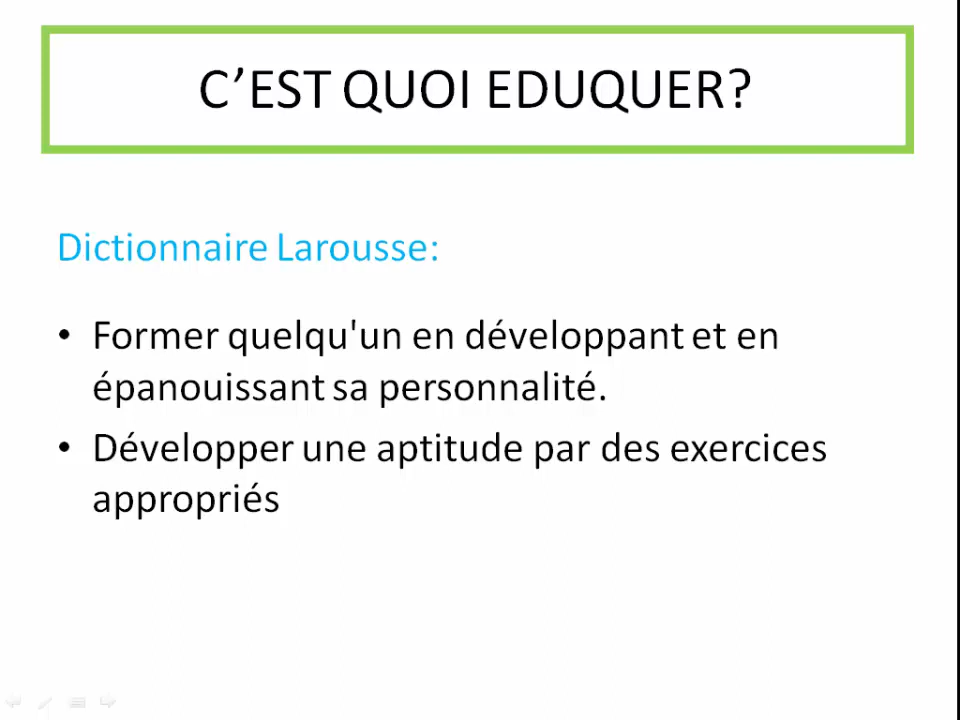 C’EST QUOI EDUQUER?
Dictionnaire Larousse:
• Former quelqu'un en développant et en
épanouissant sa personnalité.
• Développer une aptitude par des exercices
appropriés